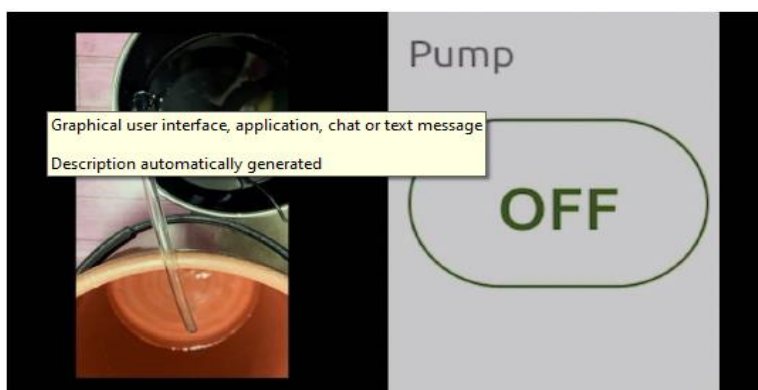 Pump
Graphical user interface, application, chat or text message
Description automatically generated
OFF